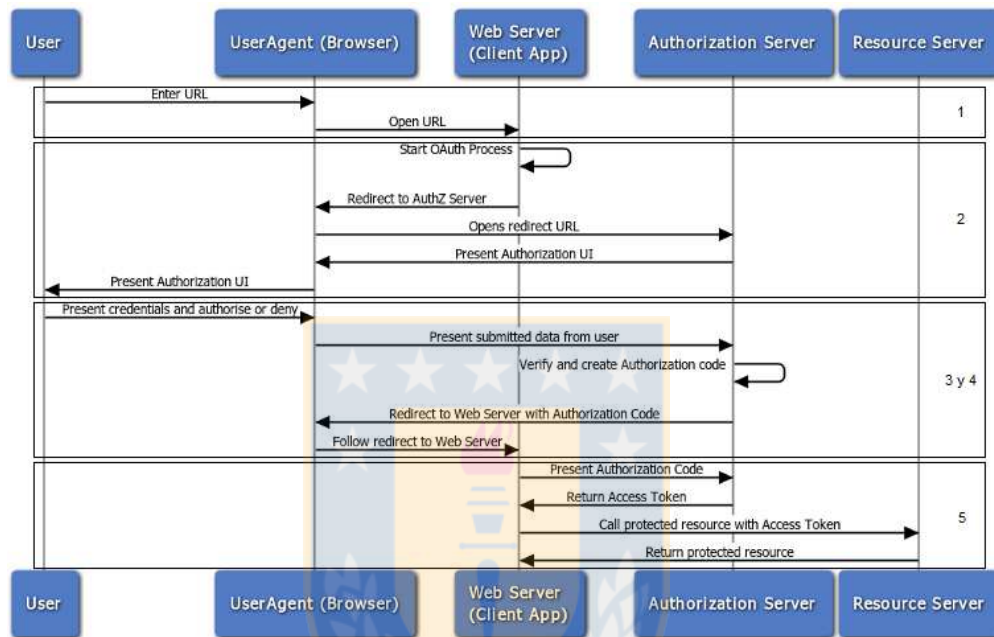 User
UserAgent (Browser)
Web Server
(Client App)
Authorization Server
Resource Server
Enter URL
1
Open URL
Start OAuth Process
Redirect to AuthZ Server
2
Opens redirect URL
Present Authorization UI
Present Authorization UI
Present credentials and authorise or deny
Present submitted data from user
Verify and create Authorization code
3 y 4
Redirect to Web Server with Authorization Code
Follow redirect to Web Server
Present Authorization Code
Return Access Token
5
Call protected resource with Access Token
Return protected resource
User
UserAgent (Browser)
Web Server
(Client App)
Authorization Server
Resource Server